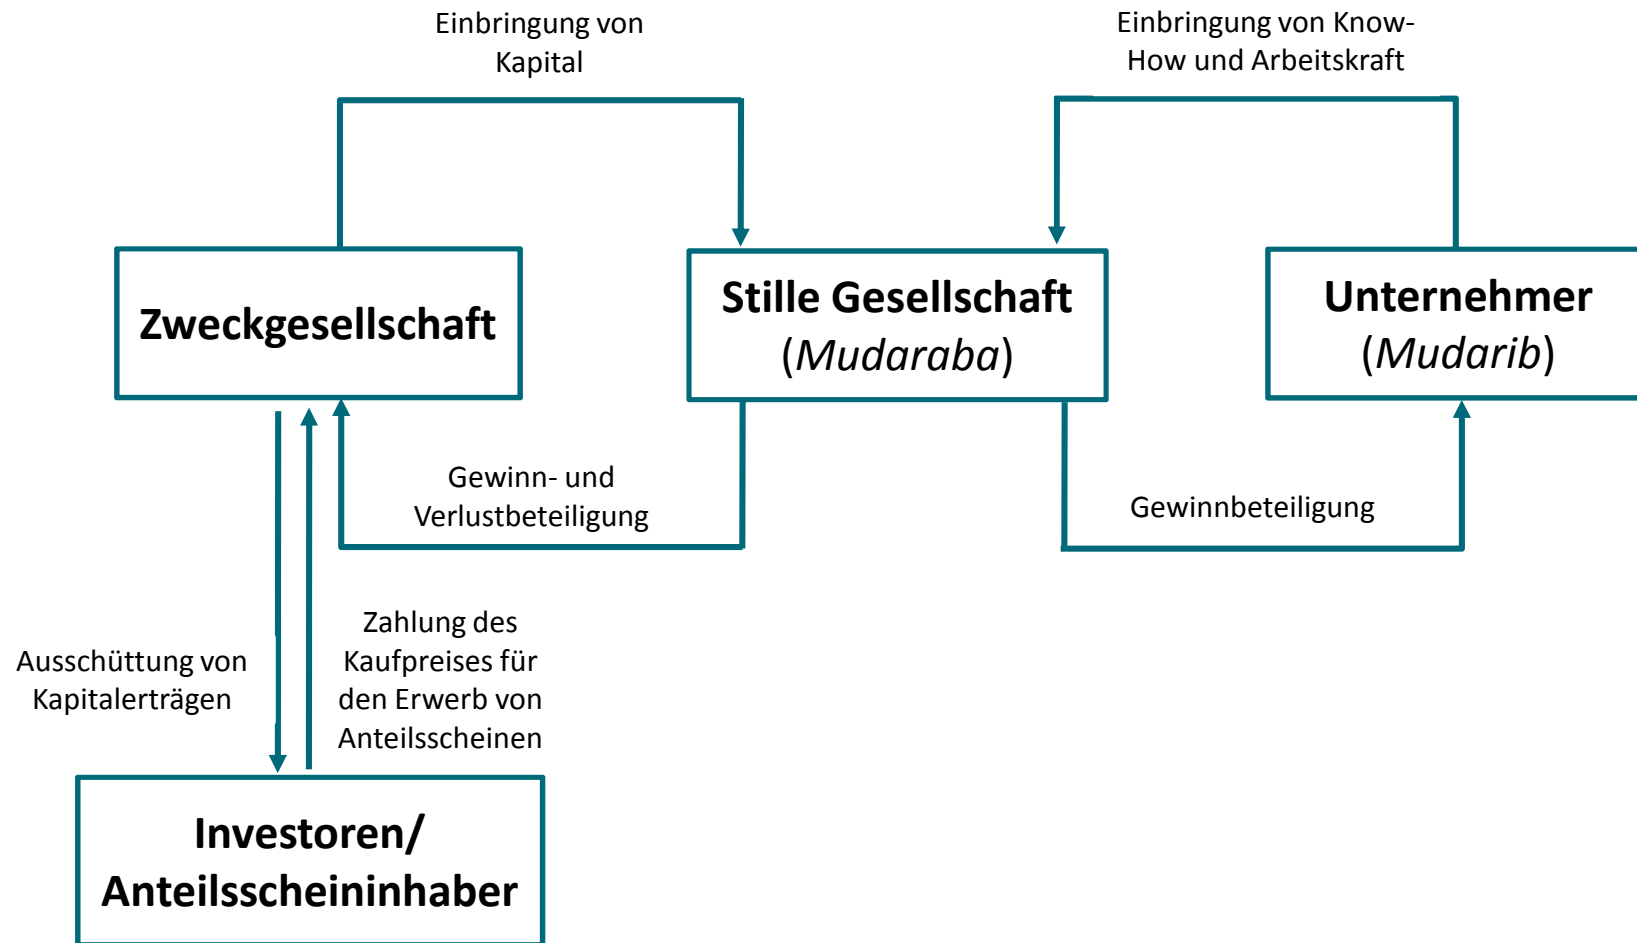 Einbringung von
Kapital
Einbringung von Know-
How und Arbeitskraft
Zweckgesellschaft
Stille Gesellschaft
(Mudaraba)
Unternehmer
(Mudarib)
Gewinn- und
Verlustbeteiligung
Gewinnbeteiligung
Ausschüttung von
Kapitalerträgen
Zahlung des
Kaufpreises für
den Erwerb von
Anteilsscheinen
Investoren/
Anteilsscheininhaber